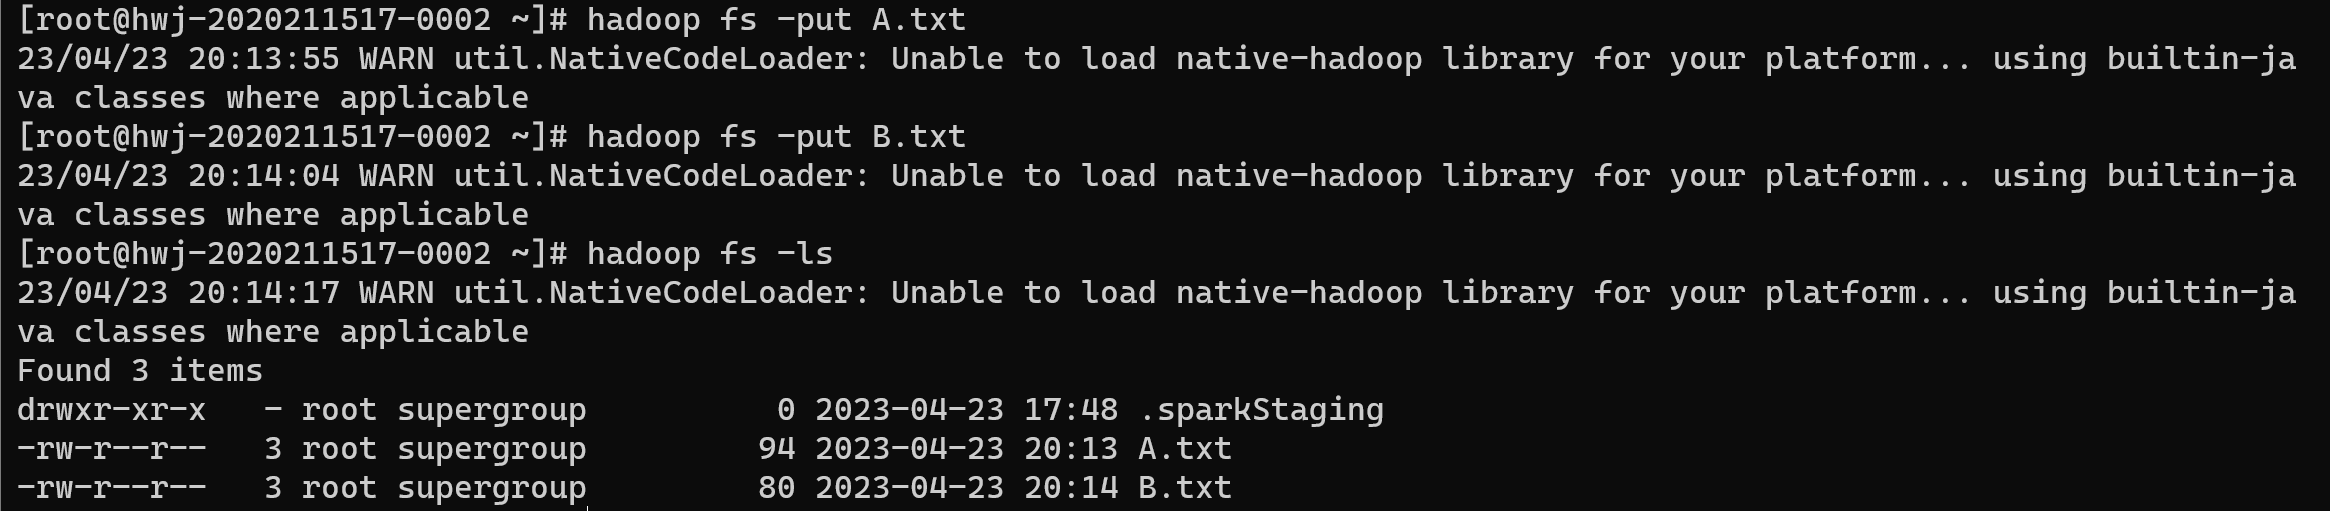 [root@hwj-2020211517-0002 ~]# hadoop fs -put A.txt
23/04/23 20:13:55 WARN util.NativeCodeLoader: Unable to load native-hadoop library for your platform... using builtin-ja
va classes where applicable
[root@hwj-2020211517-0002 ~]# hadoop fs -put B.txt
23/04/23 20:14:04 WARN util.NativeCodeLoader: Unable to load native-hadoop library for your platform... using builtin-ja
va classes where applicable
[root@hwj-2020211517-0002 ~]# hadoop fs -ls
23/04/23 20:14:17 WARN util.NativeCodeLoader: Unable to load native-hadoop library for your platform... using builtin-ja
va classes where applicable
Found 3 items
drwxr-xr-x   - root supergroup          0 2023-04-23 17:48 .sparkStaging
-rw-r--r--   3 root supergroup         94 2023-04-23 20:13 A.txt
-rw-r--r--   3 root supergroup         80 2023-04-23 20:14 B.txt